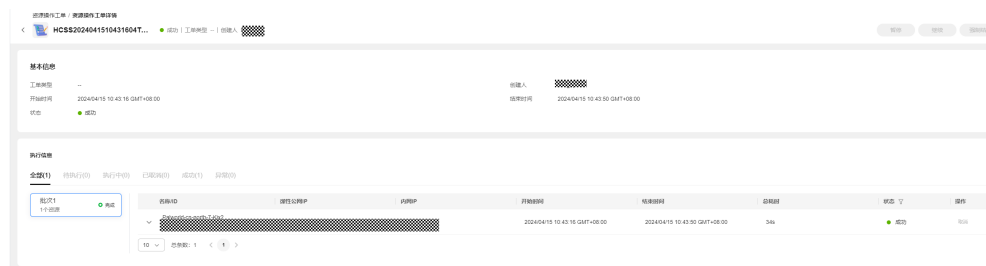 资源操作工单 / 资源操作工单详情
HCSS2024041510431604T... 成功 | 工单类型 -- | 创建人
基本信息
工单类型 -- 创建人
开始时间 2024/04/15 10:43:16 GMT+08:00 结束时间 2024/04/15 10:43:50 GMT+08:00
状态 成功
执行信息
全部(1) 待执行(0) 执行中(0) 已取消(0) 成功(1) 异常(0)
批次1 完成
1个资源
名称/ID 弹性公网IP 内网IP 开始时间 结束时间 总耗时 状态 操作
2024/04/15 10:43:16 GMT+08:00 2024/04/15 10:43:50 GMT+08:00 34s 成功
10 总条数: 1 < 1 >